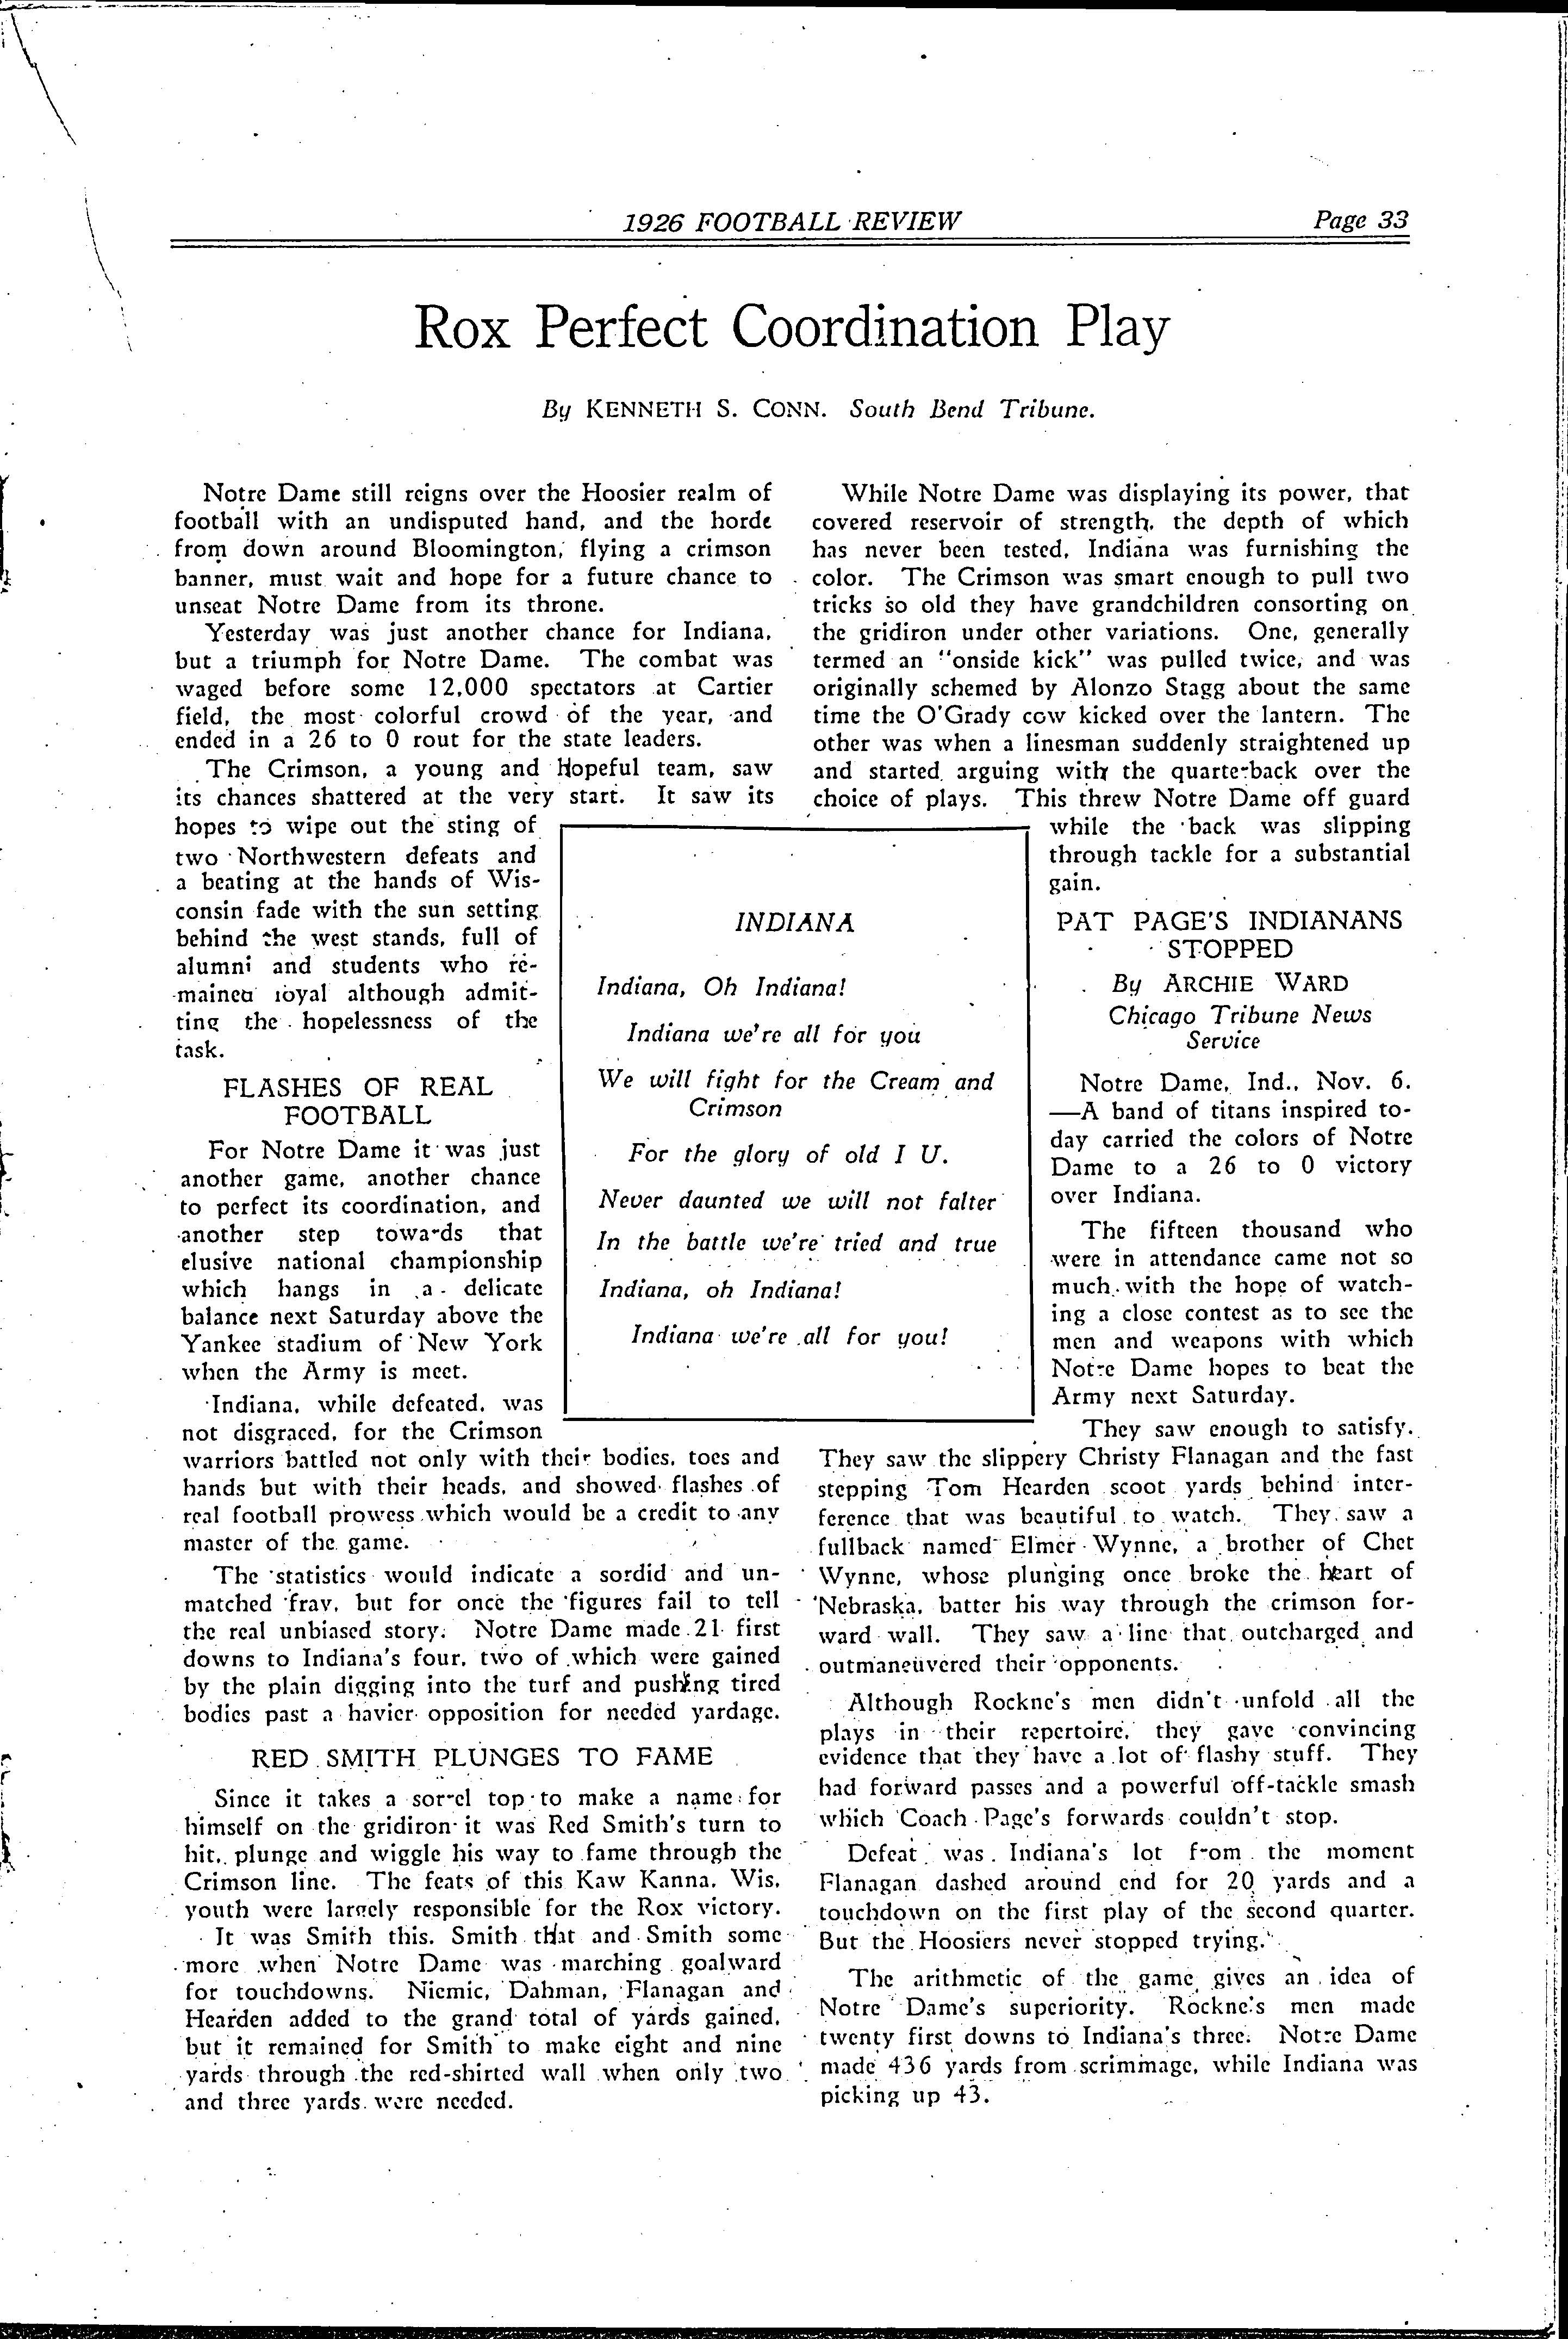 1926 FOOTBALL REVIEW
Page 33
Rox Perfect Coordination Play
By KENNETH S. CONN. South Bend Tribune.
Notre Dame still reigns over the Hoosier realm of
football with an undisputed hand, and the horde
from down around Bloomington, flying a crimson
banner, must wait and hope for a future chance to
unseat Notre Dame from its throne.
Yesterday was just another chance for Indiana,
but a triumph for Notre Dame. The combat was
waged before some 12,000 spectators at Cartier
field, the most colorful crowd of the year, and
ended in a 26 to 0 rout for the state leaders.
The Crimson, a young and Hopeful team, saw
its chances shattered at the very start. It saw its
hopes to wipe out the sting of
two Northwestern defeats and
a beating at the hands of Wis-
consin fade with the sun setting
behind the west stands, full of
alumni and students who re-
mained loyal although admit-
ting the hopelessness of the
task.
FLASHES OF REAL
FOOTBALL
For Notre Dame it was just
another game, another chance
to perfect its coordination, and
another step towards that
elusive national championship
which hangs in a delicate
balance next Saturday above the
Yankee stadium of New York
when the Army is meet.
Indiana, while defeated, was
not disgraced, for the Crimson
warriors battled not only with their bodies, toes and
hands but with their heads, and showed flashes of
real football prowess which would be a credit to any
master of the game.
The statistics would indicate a sordid and un-
matched fray, but for once the figures fail to tell
the real unbiased story. Notre Dame made 21 first
downs to Indiana's four, two of which were gained
by the plain digging into the turf and pushing tired
bodies past a havier opposition for needed yardage.
RED SMITH PLUNGES TO FAME
Since it takes a sorrel top to make a name for
himself on the gridiron it was Red Smith's turn to
hit, plunge and wiggle his way to fame through the
Crimson line. The feats of this Kaw Kanna, Wis.
youth were largely responsible for the Rox victory.
It was Smith this, Smith that and Smith some
more when Notre Dame was marching goalward
for touchdowns. Niemic, Dahman, Flanagan and
Hearden added to the grand total of yards gained,
but it remained for Smith to make eight and nine
yards through the red-shirted wall when only two
and three yards were needed.
INDIANA
Indiana, Oh Indiana!
Indiana we're all for you
We will fight for the Cream and
Crimson
For the glory of old I U.
Never daunted we will not falter
In the battle we're tried and true
Indiana, oh Indiana!
Indiana we're all for you!
While Notre Dame was displaying its power, that
covered reservoir of strength, the depth of which
has never been tested, Indiana was furnishing the
color. The Crimson was smart enough to pull two
tricks so old they have grandchildren consorting on
the gridiron under other variations. One, generally
termed an "onside kick" was pulled twice, and was
originally schemed by Alonzo Stagg about the same
time the O'Grady cow kicked over the lantern. The
other was when a linesman suddenly straightened up
and started arguing with the quarterback over the
choice of plays. This threw Notre Dame off guard
while the back was slipping
through tackle for a substantial
gain.
PAT PAGE'S INDIANANS
STOPPED
By ARCHIE WARD
Chicago Tribune News
Service
Notre Dame, Ind., Nov. 6.
—A band of titans inspired to-
day carried the colors of Notre
Dame to a 26 to 0 victory
over Indiana.
The fifteen thousand who
were in attendance came not so
much with the hope of watch-
ing a close contest as to see the
men and weapons with which
Notre Dame hopes to beat the
Army next Saturday.
They saw enough to satisfy.
They saw the slippery Christy Flanagan and the fast
stepping Tom Hearden scoot yards behind inter-
ference that was beautiful to watch. They saw a
fullback named Elmer Wynne, a brother of Chet
Wynne, whose plunging once broke the heart of
Nebraska, batter his way through the crimson for-
ward wall. They saw a line that outcharged and
outmaneuvered their opponents.
Although Rockne's men didn't unfold all the
plays in their repertoire, they gave convincing
evidence that they have a lot of flashy stuff. They
had forward passes and a powerful off-tackle smash
which Coach Page's forwards couldn't stop.
Defeat was Indiana's lot from the moment
Flanagan dashed around end for 20 yards and a
touchdown on the first play of the second quarter.
But the Hoosiers never stopped trying.
The arithmetic of the game gives an idea of
Notre Dame's superiority. Rockne's men made
twenty first downs to Indiana's three. Notre Dame
made 436 yards from scrimmage, while Indiana was
picking up 43.